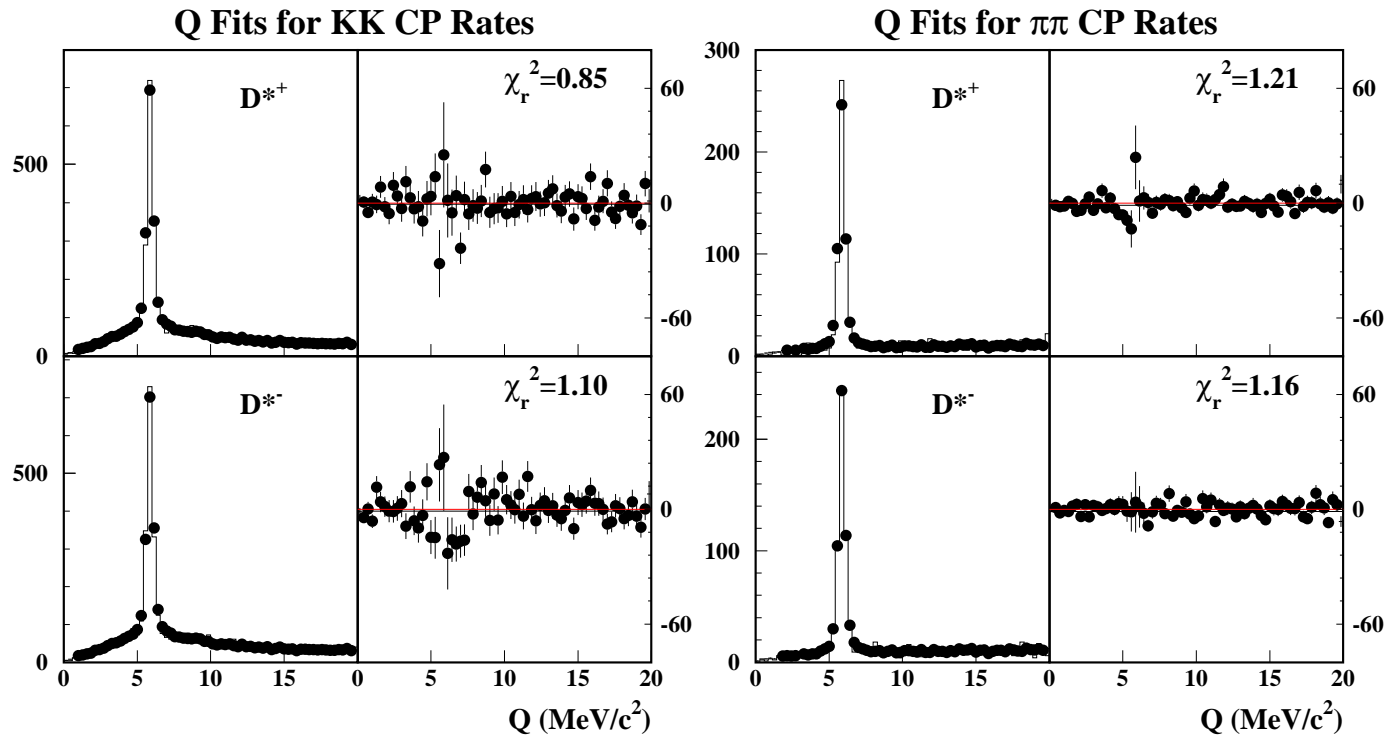 Q Fits for KK CP Rates
Q Fits for ππ CP Rates
D*+
χr2=0.85
60
0
-60
500
0
D*-
χr2=1.10
60
0
-60
500
0
0 5 10 15 0 5 10 15 20
Q (MeV/c2)
300
D*+
χr2=1.21
60
200
0
100
-60
0
D*-
χr2=1.16
60
200
0
100
-60
0
0 5 10 15 0 5 10 15 20
Q (MeV/c2)